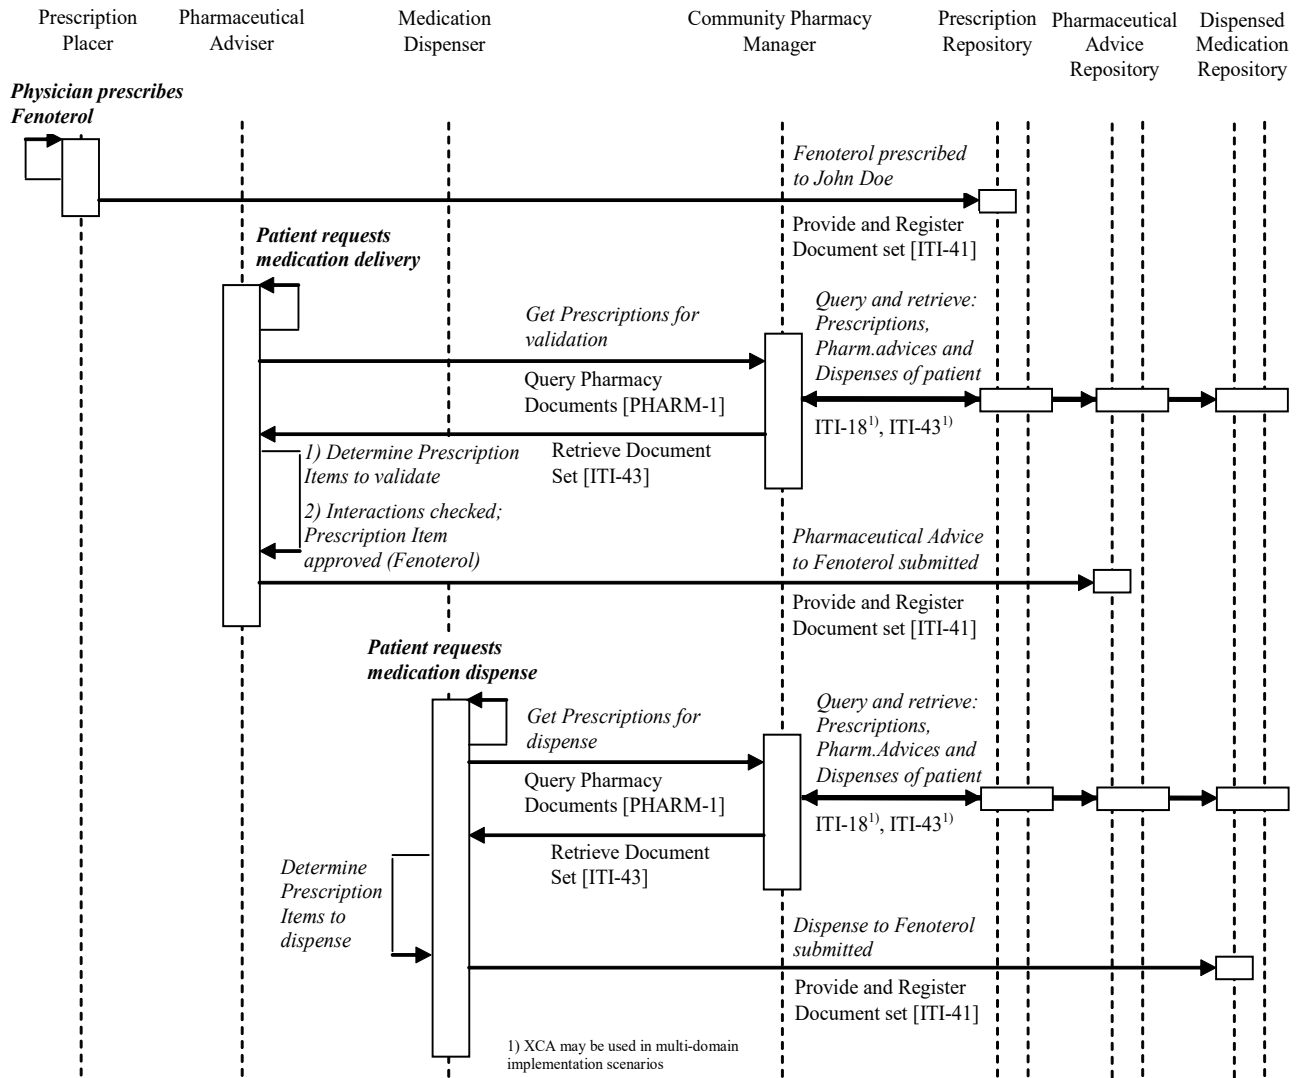 Prescription
Placer
Pharmaceutical
Adviser
Medication
Dispenser
Community Pharmacy
Manager
Prescription
Repository
Pharmaceutical
Advice
Repository
Dispensed
Medication
Repository
Physician prescribes
Fenoterol
Fenoterol prescribed
to John Doe
Provide and Register
Document set [ITI-41]
Patient requests
medication delivery
Get Prescriptions for
validation
Query Pharmacy
Documents [PHARM-1]
Query and retrieve:
Prescriptions,
Pharm.advices and
Dispenses of patient
ITI-18¹⁾, ITI-43¹⁾
Retrieve Document
Set [ITI-43]
1) Determine Prescription
Items to validate
2) Interactions checked;
Prescription Item
approved (Fenoterol)
Pharmaceutical Advice
to Fenoterol submitted
Provide and Register
Document set [ITI-41]
Patient requests
medication dispense
Get Prescriptions for
dispense
Query Pharmacy
Documents [PHARM-1]
Query and retrieve:
Prescriptions,
Pharm.Advices and
Dispenses of patient
ITI-18¹⁾, ITI-43¹⁾
Retrieve Document
Set [ITI-43]
Determine
Prescription
Items to
dispense
Dispense to Fenoterol
submitted
Provide and Register
Document set [ITI-41]
1) XCA may be used in multi-domain
implementation scenarios